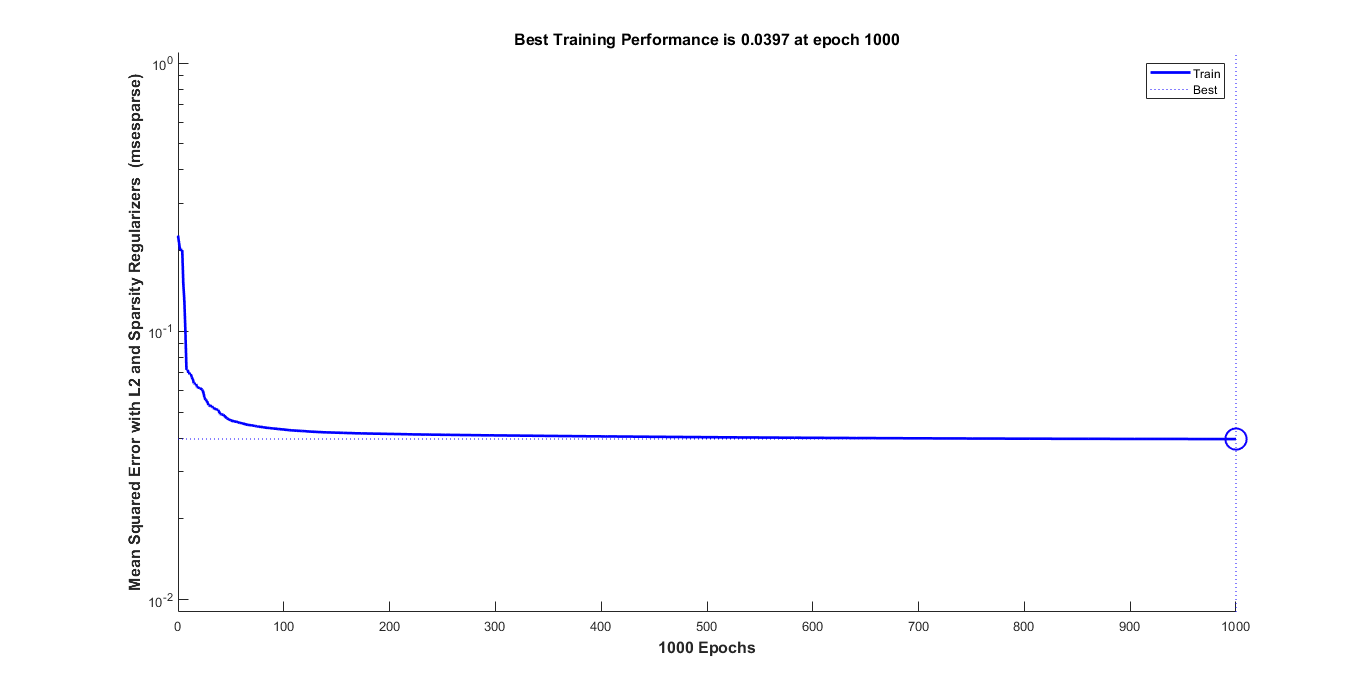 Best Training Performance is 0.0397 at epoch 1000
Mean Squared Error with L2 and Sparsity Regularizers  (msesparse)
10^0
10^-1
10^-2
Train
Best
0 100 200 300 400 500 600 700 800 900 1000
1000 Epochs